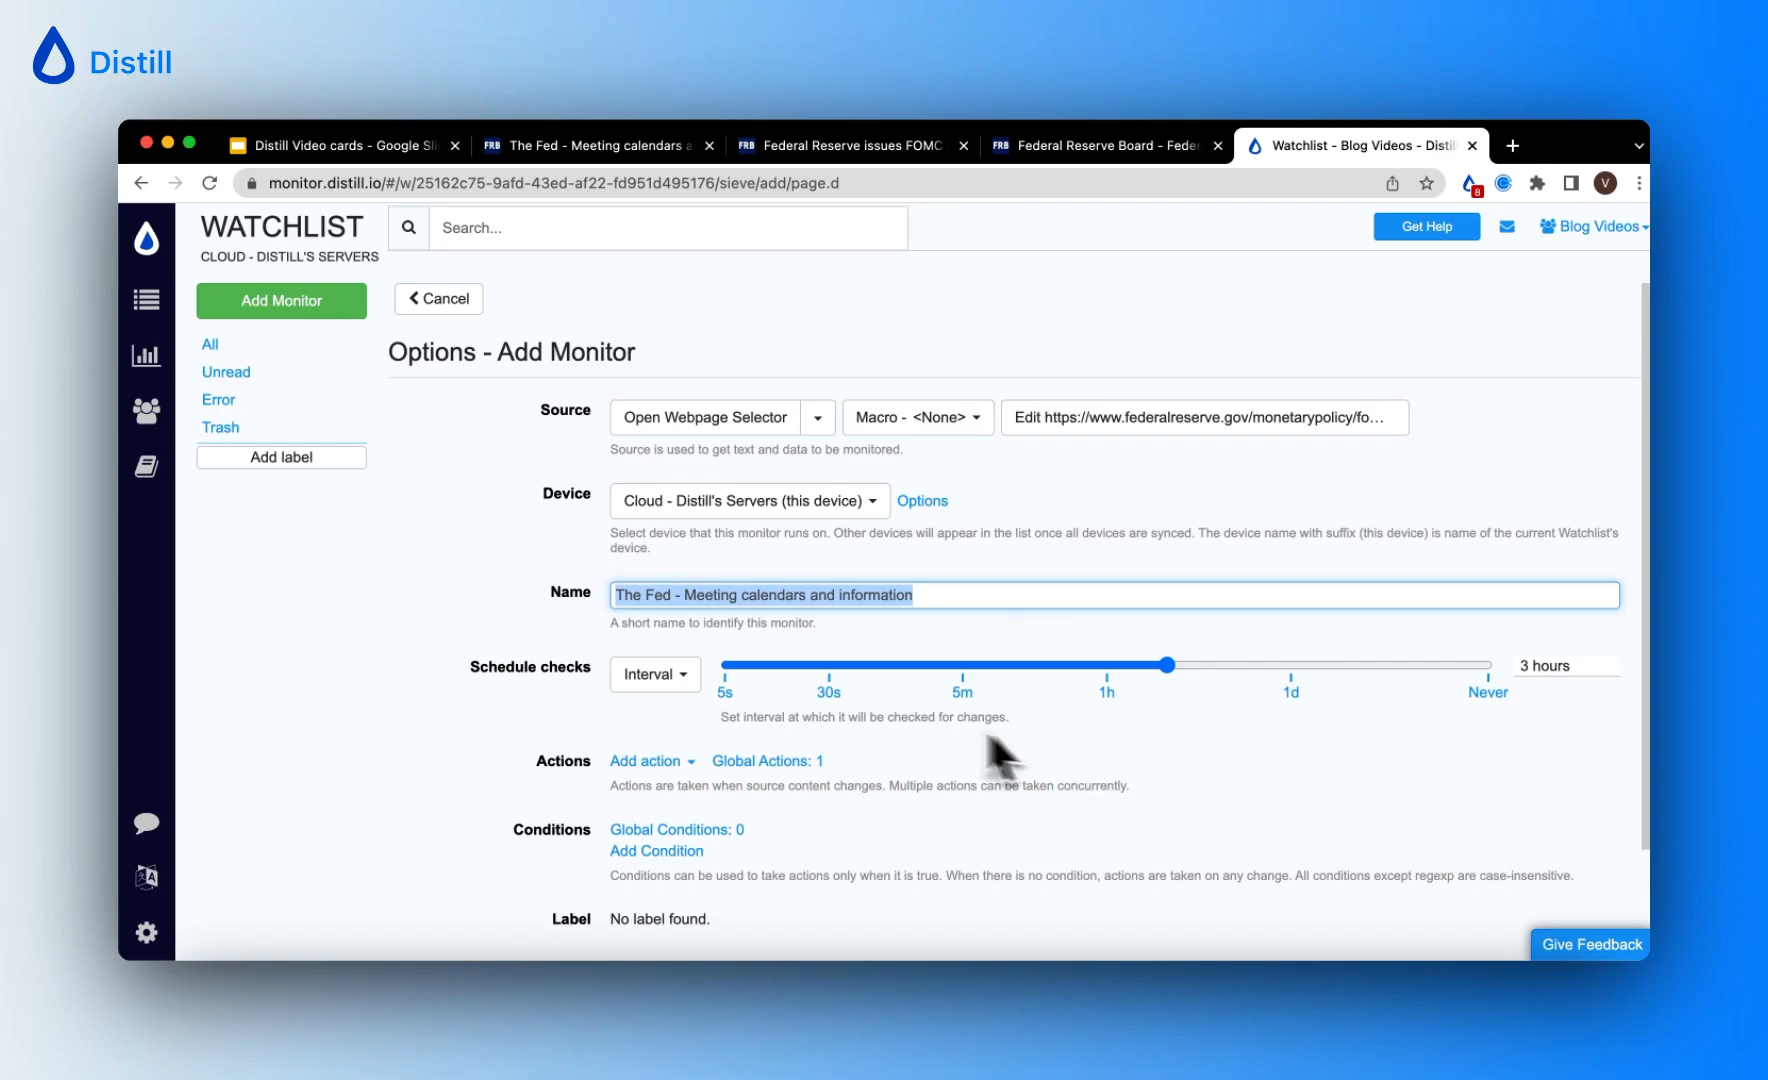 Distill
Distill Video cards - Google Sli
The Fed - Meeting calendars a
Federal Reserve issues FOMC
Federal Reserve Board - Feder
Watchlist - Blog Videos - Distil
FRB
FRB
FRB
monitor.distill.io/#/w/25162c75-9afd-43ed-af22-fd951d495176/sieve/add/page.d
8
V
WATCHLIST
CLOUD - DISTILL'S SERVERS
Search...
Get Help
Blog Videos
Add Monitor
Cancel
All
Unread
Error
Trash
Add label
Options - Add Monitor
Source
Open Webpage Selector
Macro - <None>
Edit https://www.federalreserve.gov/monetarypolicy/fo...
Source is used to get text and data to be monitored.
Device
Cloud - Distill's Servers (this device)
Options
Select device that this monitor runs on. Other devices will appear in the list once all devices are synced. The device name with suffix (this device) is name of the current Watchlist's
device.
Name
The Fed - Meeting calendars and information
A short name to identify this monitor.
Schedule checks
Interval
5s
30s
5m
1h
1d
Never
3 hours
Set interval at which it will be checked for changes.
Actions
Add action
Global Actions: 1
Actions are taken when source content changes. Multiple actions can be taken concurrently.
Conditions
Global Conditions: 0
Add Condition
Conditions can be used to take actions only when it is true. When there is no condition, actions are taken on any change. All conditions except regexp are case-insensitive.
Label
No label found.
Give Feedback